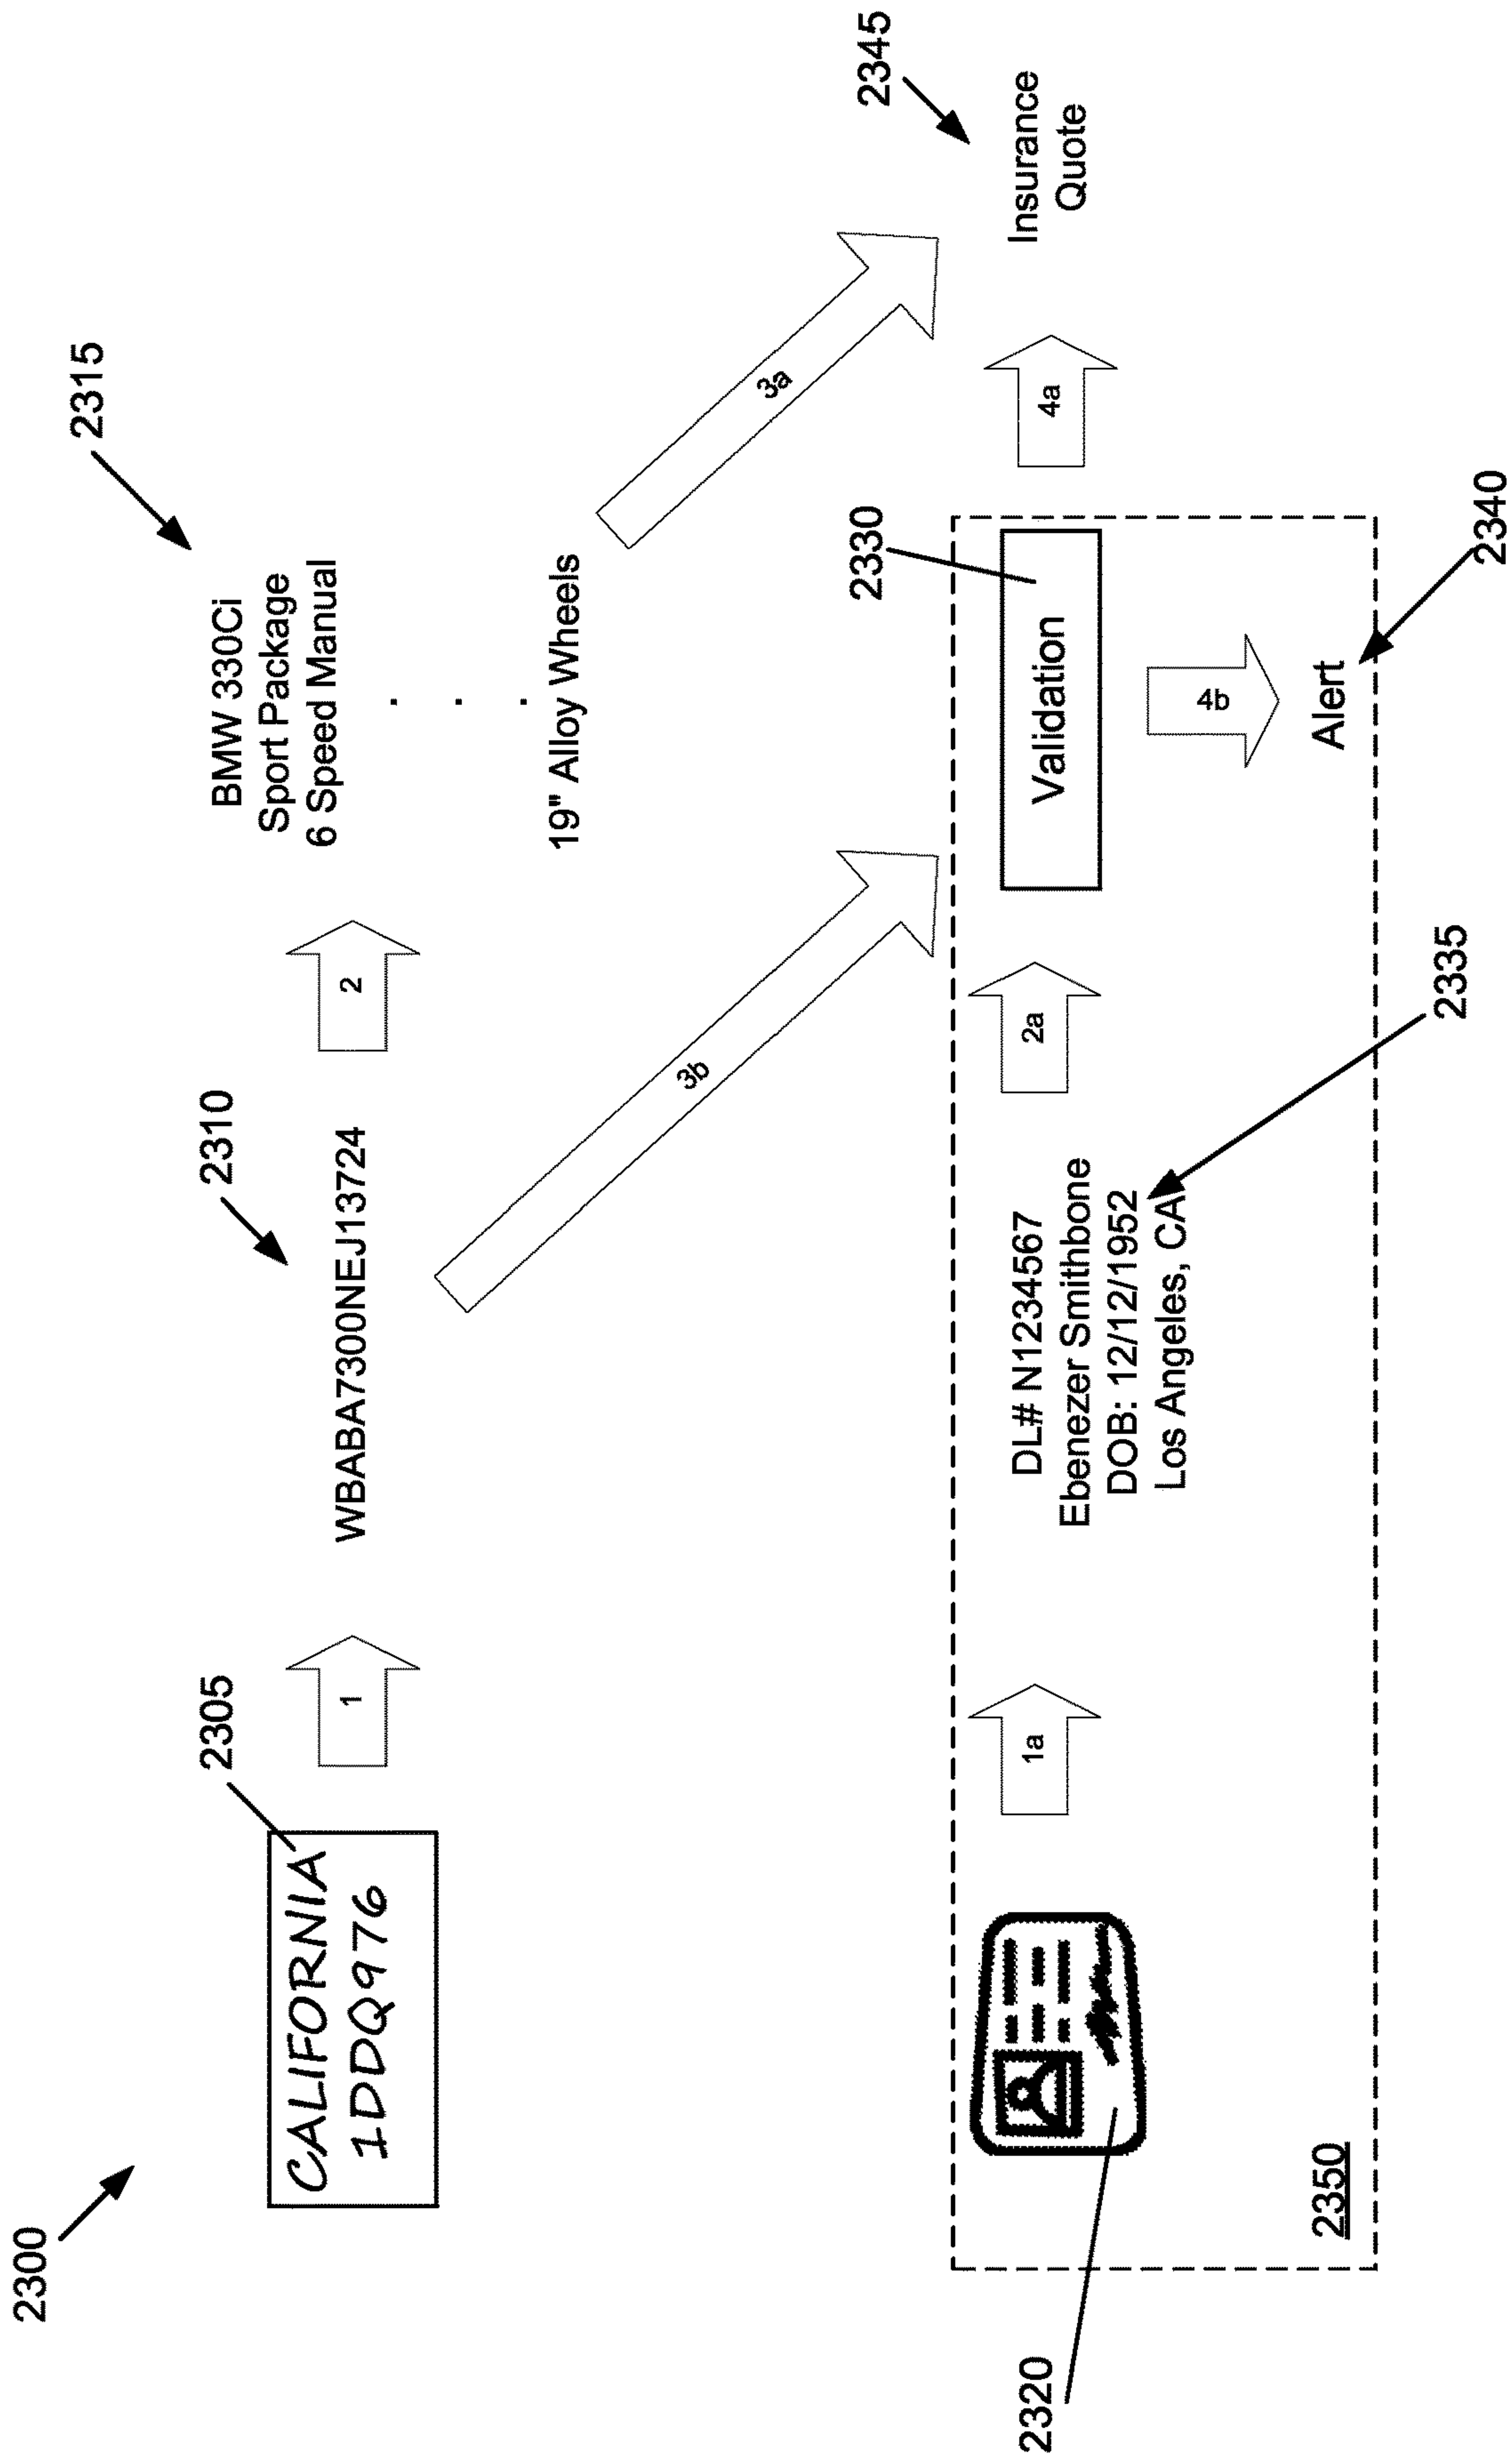 2300
CALIFORNIA
1DDQ976
2305
1
2310
WBABA7300NEJ13724
2
2315
BMW 330Ci
Sport Package
6 Speed Manual
.
.
.
19" Alloy Wheels
3a
3b
2345
Insurance
Quote
2320
1a
DL# N1234567
Ebenezer Smithbone
DOB: 12/12/1952
Los Angeles, CA
2335
2a
2330
Validation
4a
4b
Alert
2340
2350